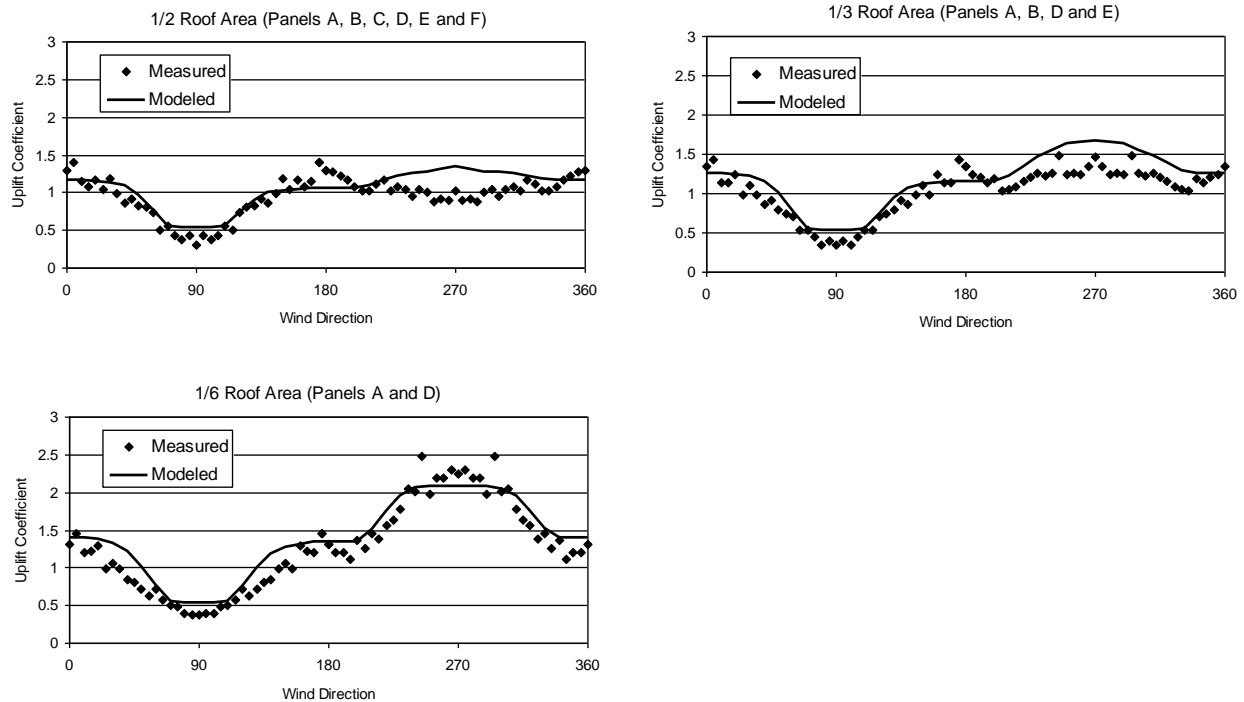 1/2 Roof Area (Panels A, B, C, D, E and F)
3
2.5
2
1.5
1
0.5
0
Uplift Coefficient
Measured
Modeled
0 90 180 270 360
Wind Direction
1/3 Roof Area (Panels A, B, D and E)
3
2.5
2
1.5
1
0.5
0
Uplift Coefficient
Measured
Modeled
0 90 180 270 360
Wind Direction
1/6 Roof Area (Panels A and D)
3
2.5
2
1.5
1
0.5
0
Uplift Coefficient
Measured
Modeled
0 90 180 270 360
Wind Direction